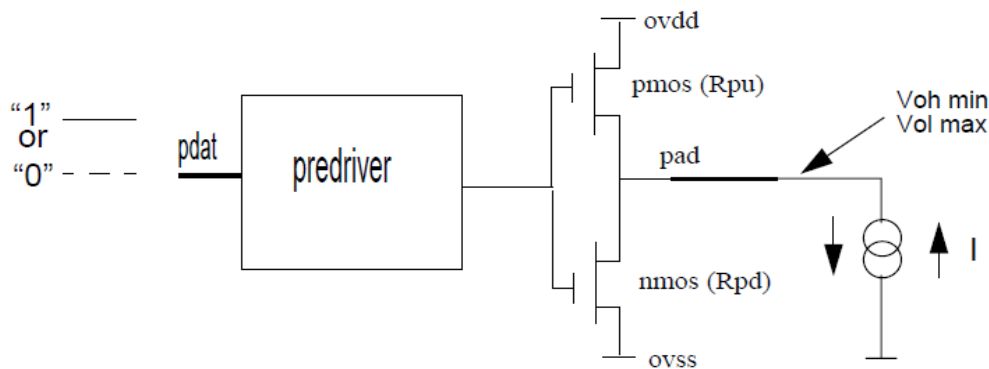 ovdd
pmos (Rpu)
Voh min
Vol max
“1”
or
“0”
pdat
predriver
pad
I
nmos (Rpd)
ovss